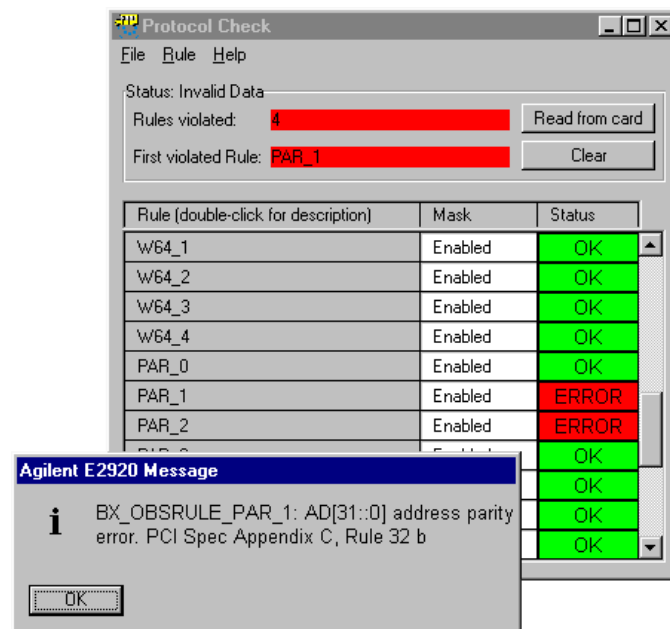 Protocol Check
File Rule Help
Status: Invalid Data
Rules violated: 4 Read from card
First violated Rule: PAR_1 Clear
Rule (double-click for description) Mask Status
W64_1 Enabled OK
W64_2 Enabled OK
W64_3 Enabled OK
W64_4 Enabled OK
PAR_0 Enabled OK
PAR_1 Enabled ERROR
PAR_2 Enabled ERROR
OK
OK
OK
OK
Agilent E2920 Message
BX_OBSRULE_PAR_1: AD[31::0] address parity
error. PCI Spec Appendix C, Rule 32 b
OK